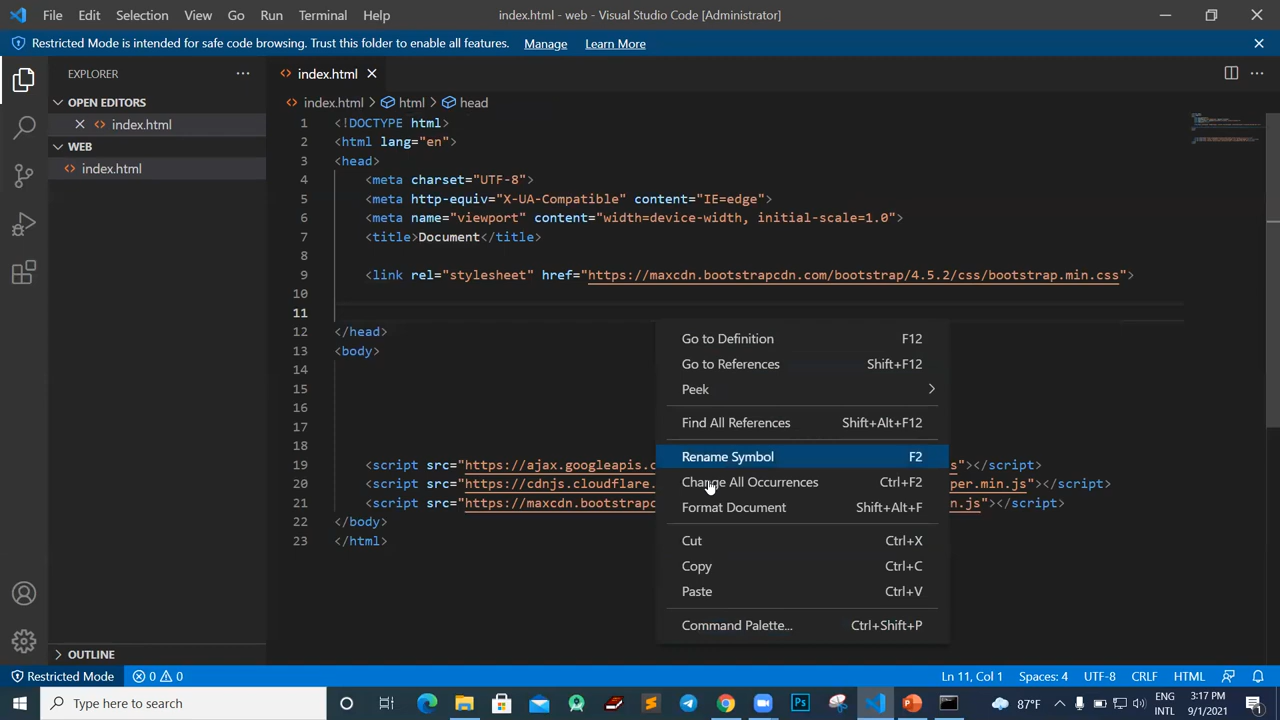 File Edit Selection View Go Run Terminal Help index.html - web - Visual Studio Code [Administrator]
Restricted Mode is intended for safe code browsing. Trust this folder to enable all features. Manage Learn More
EXPLORER
OPEN EDITORS
index.html
WEB
index.html
OUTLINE
index.html
index.html > html > head
1 <!DOCTYPE html>
2 <html lang="en">
3 <head>
4 <meta charset="UTF-8">
5 <meta http-equiv="X-UA-Compatible" content="IE=edge">
6 <meta name="viewport" content="width=device-width, initial-scale=1.0">
7 <title>Document</title>
8
9 <link rel="stylesheet" href="https://maxcdn.bootstrapcdn.com/bootstrap/4.5.2/css/bootstrap.min.css">
10
11
12 </head>
13 <body>
14
15
16
17
18
19 <script src="https://ajax.googleapis.c s"></script>
20 <script src="https://cdnjs.cloudflare. per.min.js"></script>
21 <script src="https://maxcdn.bootstrapc n.js"></script>
22 </body>
23 </html>
Go to Definition F12
Go to References Shift+F12
Peek
Find All References Shift+Alt+F12
Rename Symbol F2
Change All Occurrences Ctrl+F2
Format Document Shift+Alt+F
Cut Ctrl+X
Copy Ctrl+C
Paste Ctrl+V
Command Palette... Ctrl+Shift+P
Restricted Mode 0 0 Ln 11, Col 1 Spaces: 4 UTF-8 CRLF HTML
Type here to search 87°F ENG 3:17 PM
INTL 9/1/2021